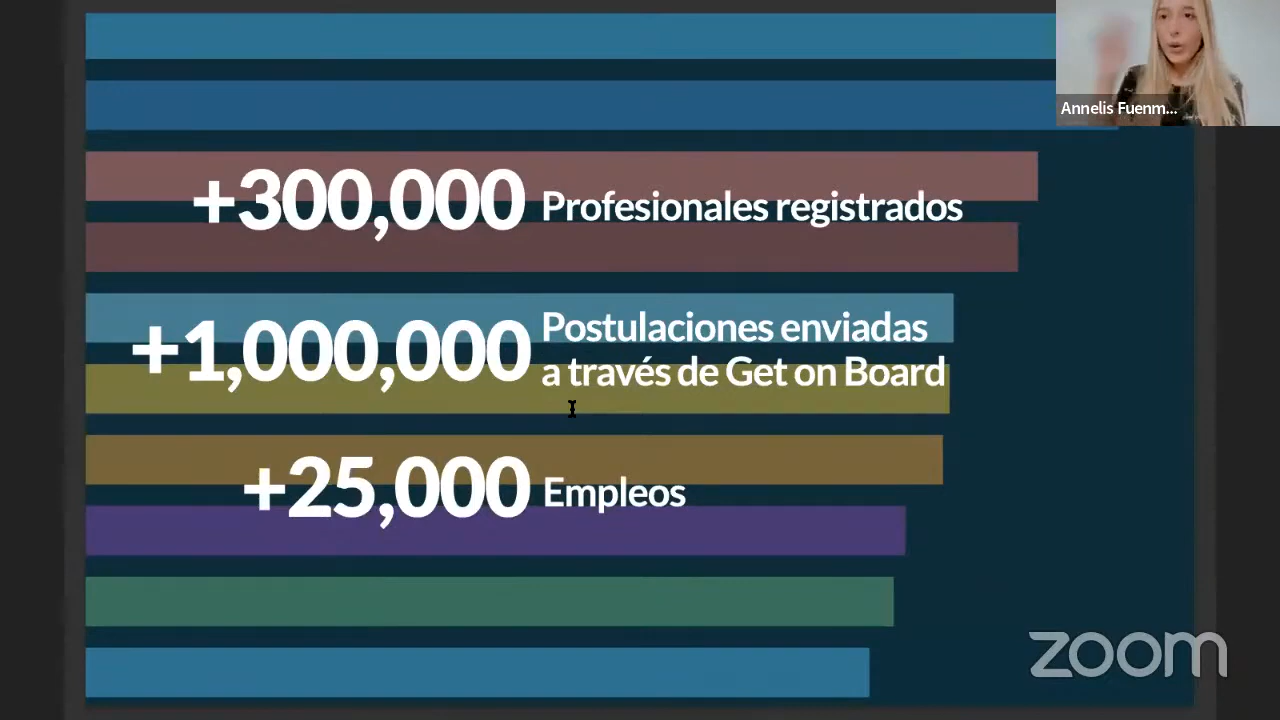 Annelis Fuenm...
+300,000 Profesionales registrados
+1,000,000 Postulaciones enviadas
a través de Get on Board
+25,000 Empleos
zoom